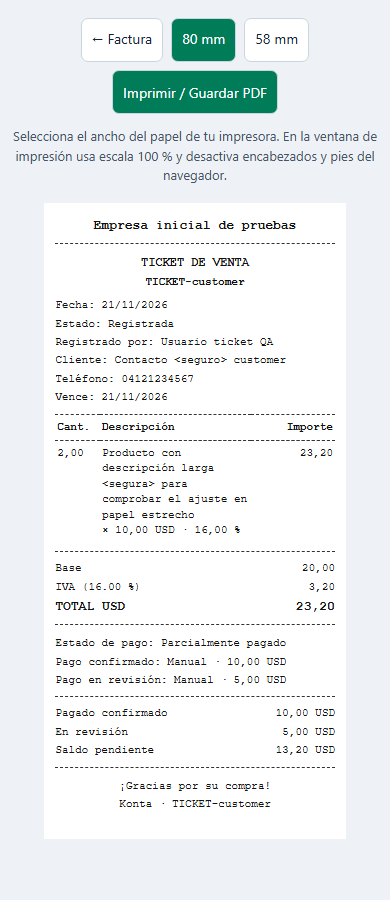 ← Factura 80 mm 58 mm
Imprimir / Guardar PDF
Selecciona el ancho del papel de tu impresora. En la ventana de
impresión usa escala 100 % y desactiva encabezados y pies del
navegador.
Empresa inicial de pruebas
TICKET DE VENTA
TICKET-customer
Fecha: 21/11/2026
Estado: Registrada
Registrado por: Usuario ticket QA
Cliente: Contacto <seguro> customer
Teléfono: 04121234567
Vence: 21/11/2026
Cant. Descripción Importe
2,00 Producto con 23,20
descripción larga
<segura> para
comprobar el ajuste en
papel estrecho
× 10,00 USD · 16,00 %
Base 20,00
IVA (16.00 %) 3,20
TOTAL USD 23,20
Estado de pago: Parcialmente pagado
Pago confirmado: Manual · 10,00 USD
Pago en revisión: Manual · 5,00 USD
Pagado confirmado 10,00 USD
En revisión 5,00 USD
Saldo pendiente 13,20 USD
¡Gracias por su compra!
Konta · TICKET-customer